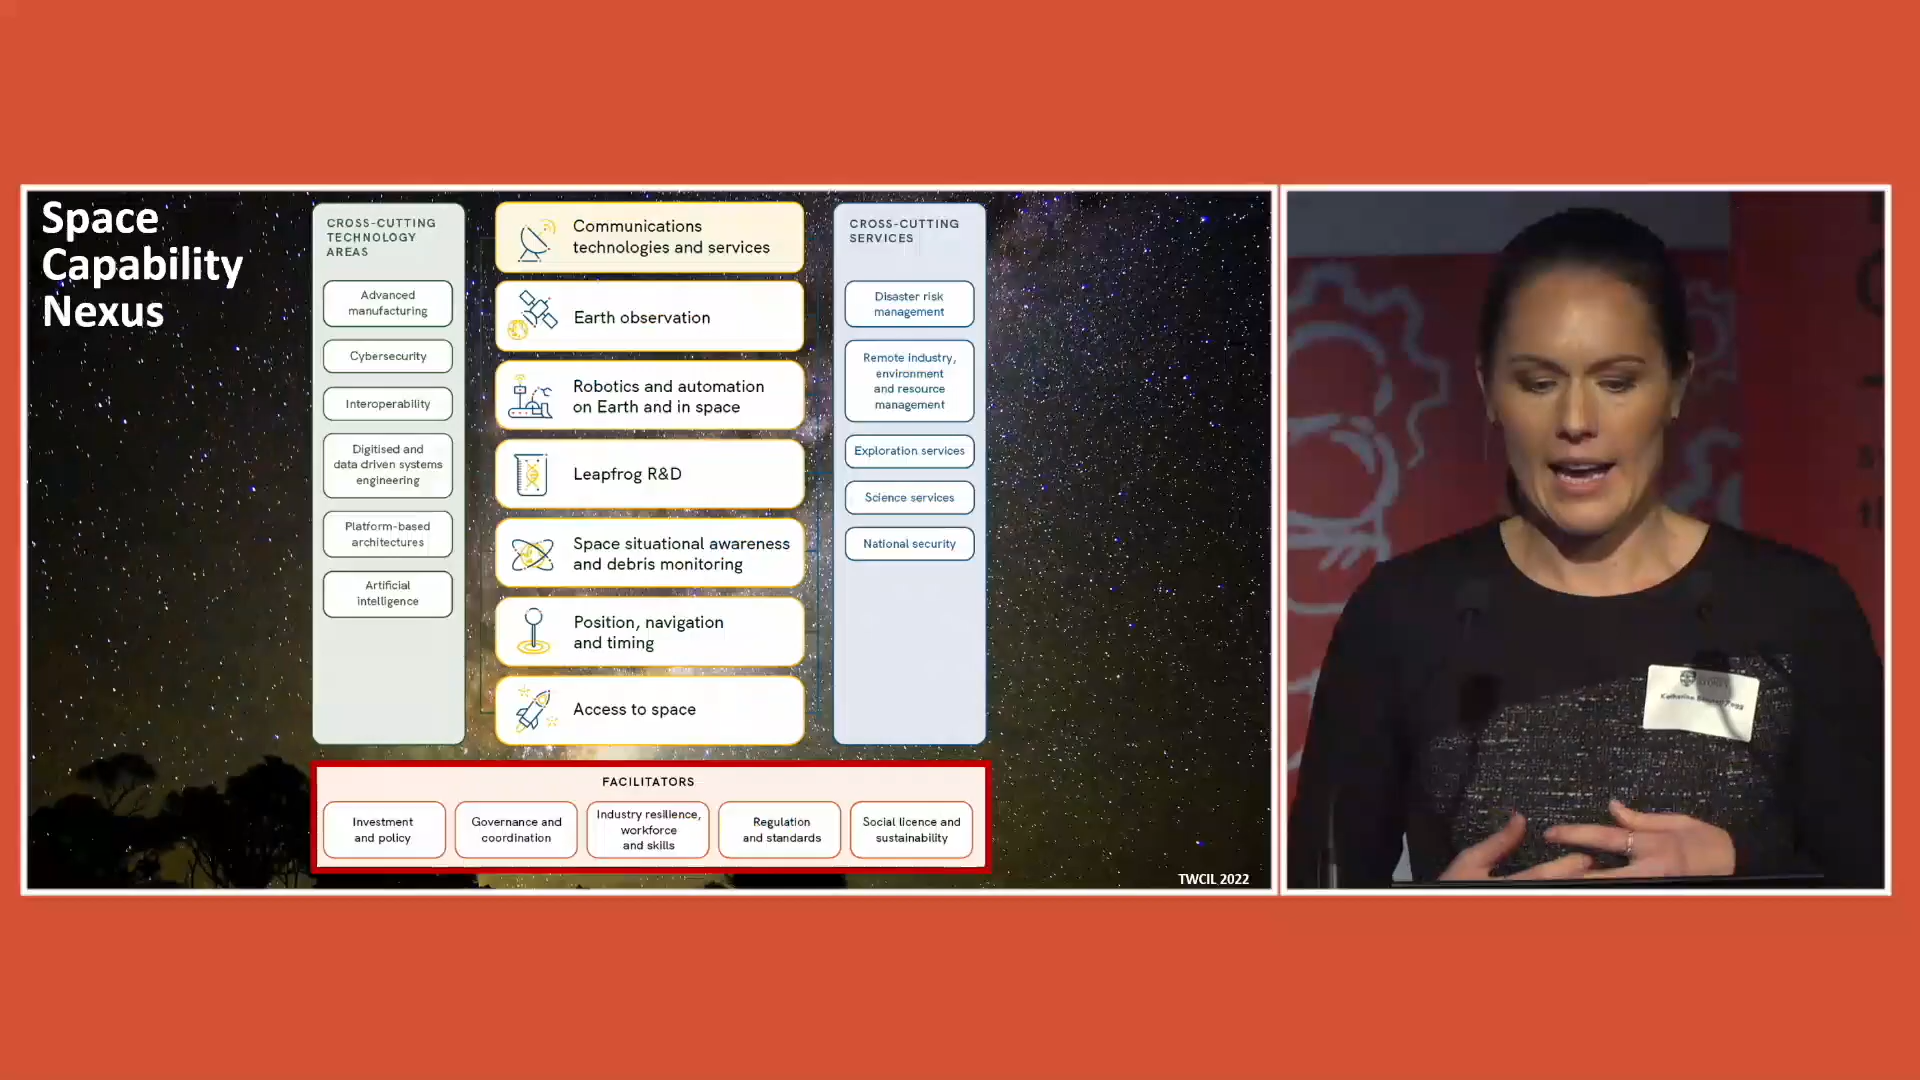 Space
Capability
Nexus
CROSS-CUTTING
TECHNOLOGY
AREAS
Advanced
manufacturing
Cybersecurity
Interoperability
Digitised and
data driven systems
engineering
Platform-based
architectures
Artificial
intelligence
Communications
technologies and services
Earth observation
Robotics and automation
on Earth and in space
Leapfrog R&D
Space situational awareness
and debris monitoring
Position, navigation
and timing
Access to space
CROSS-CUTTING
SERVICES
Disaster risk
management
Remote industry,
environment
and resource
management
Exploration services
Science services
National security
FACILITATORS
Investment
and policy
Governance and
coordination
Industry resilience,
workforce
and skills
Regulation
and standards
Social licence and
sustainability
TWCIL 2022